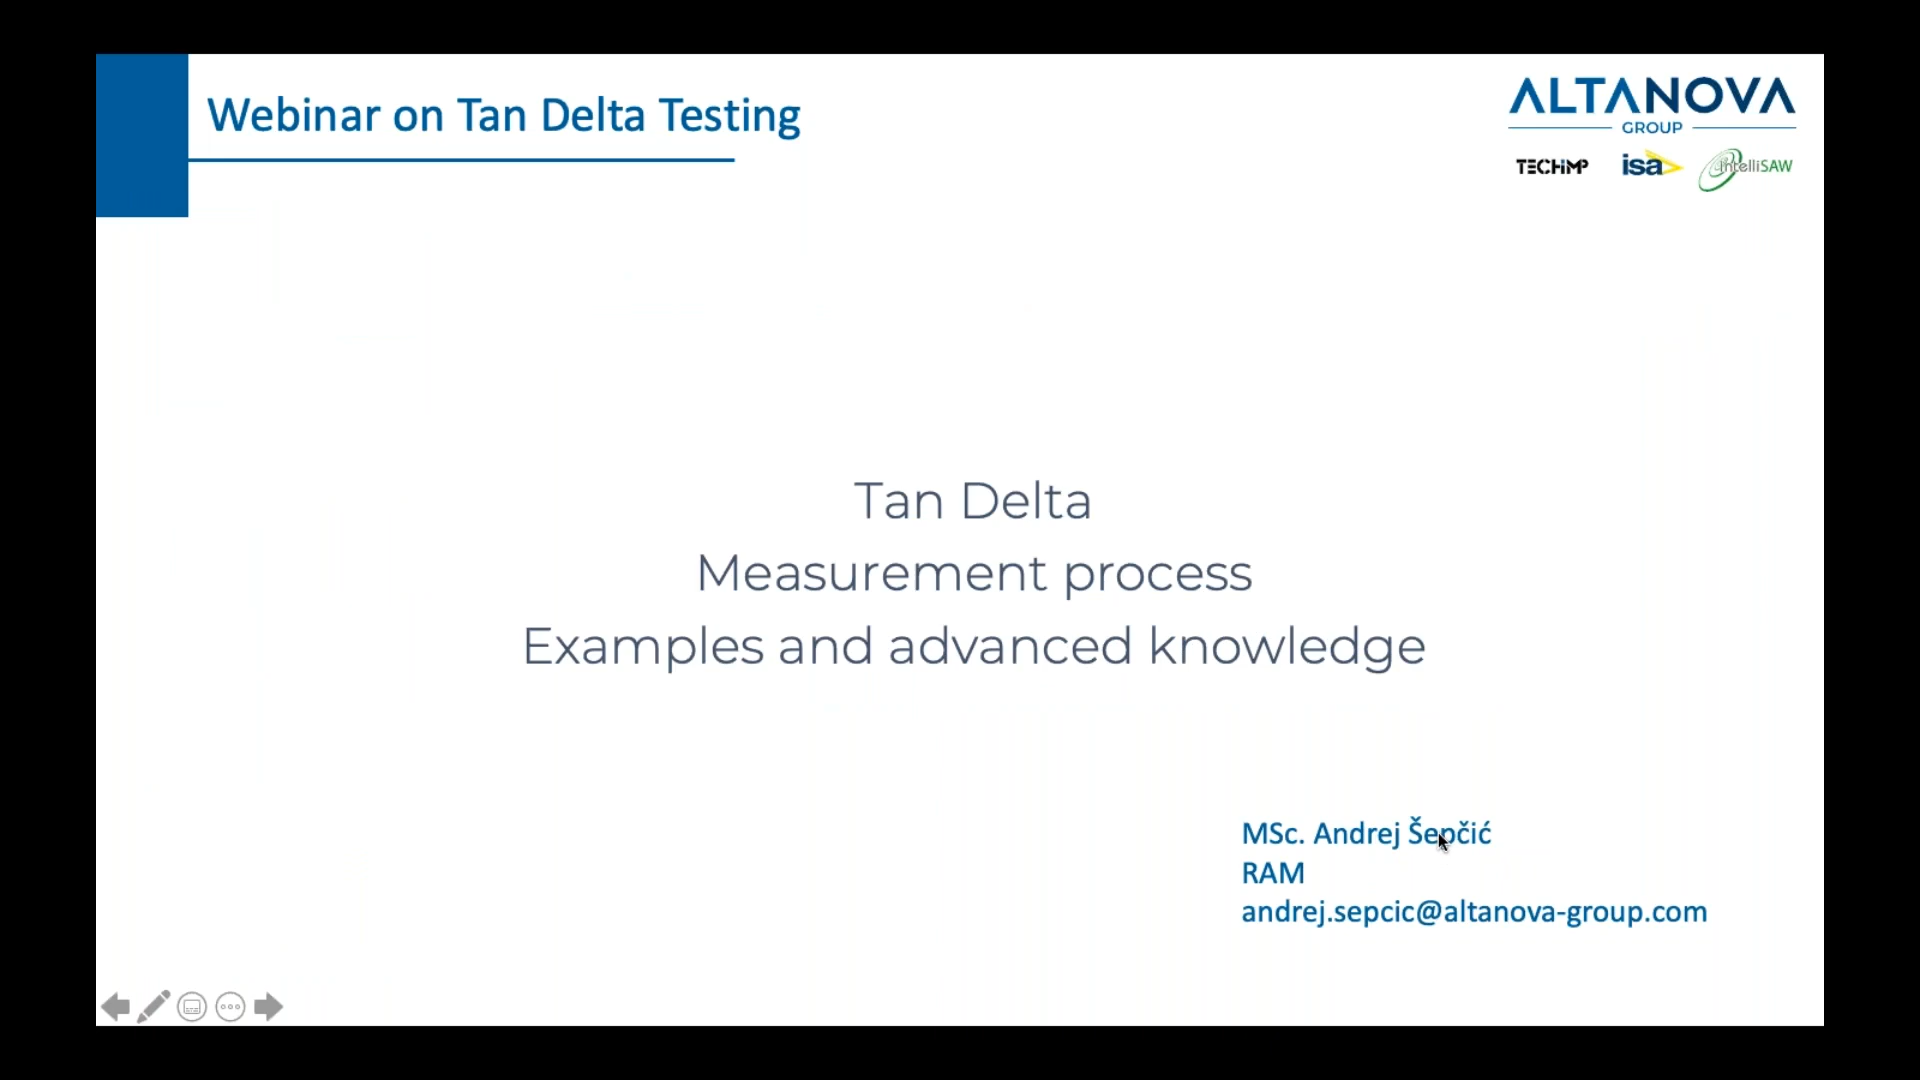 Webinar on Tan Delta Testing
ALTANOVA
GROUP
TECHIMP
isa
IntelliSAW
Tan Delta
Measurement process
Examples and advanced knowledge
MSc. Andrej Šepčić
RAM
andrej.sepcic@altanova-group.com